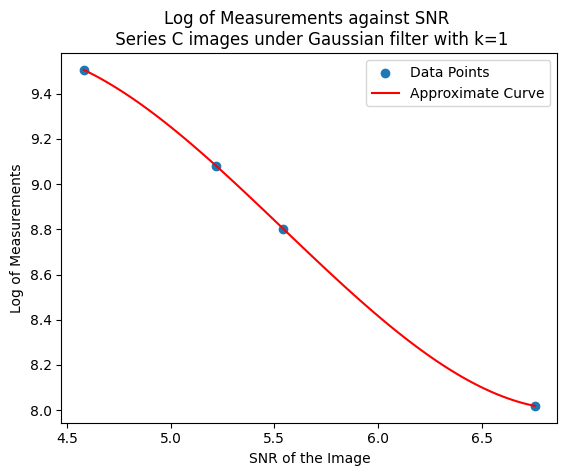 Log of Measurements against SNR
Series C images under Gaussian filter with k=1
Data Points
Approximate Curve
Log of Measurements
9.4
9.2
9.0
8.8
8.6
8.4
8.2
8.0
4.5
5.0
5.5
6.0
6.5
SNR of the Image